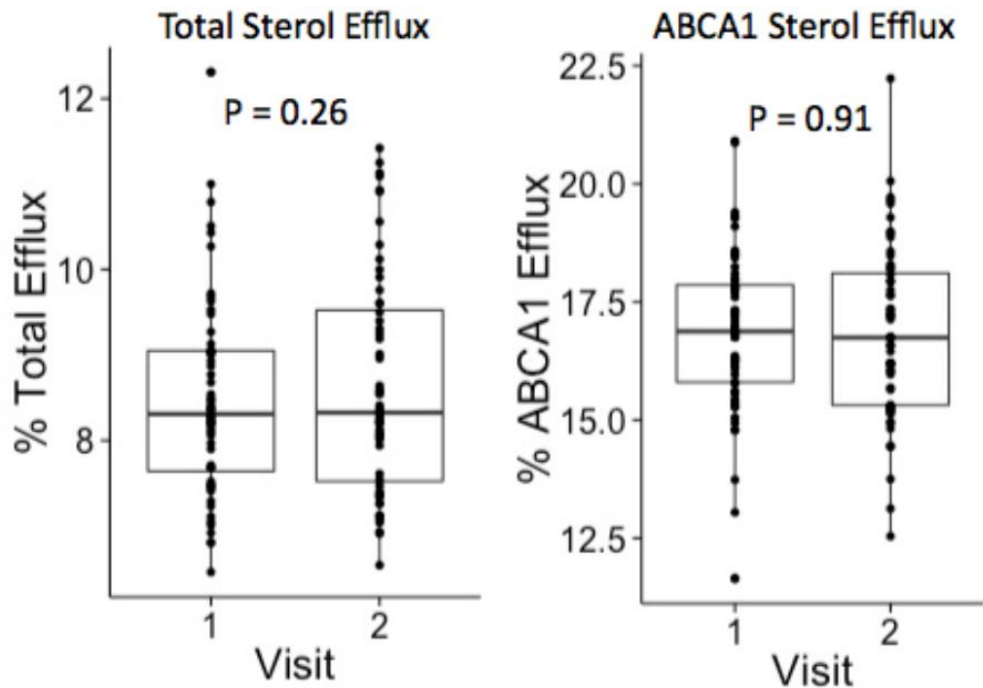 Total Sterol Efflux
P = 0.26
% Total Efflux
12
10
8
1 2
Visit
ABCA1 Sterol Efflux
P = 0.91
% ABCA1 Efflux
22.5
20.0
17.5
15.0
12.5
1 2
Visit